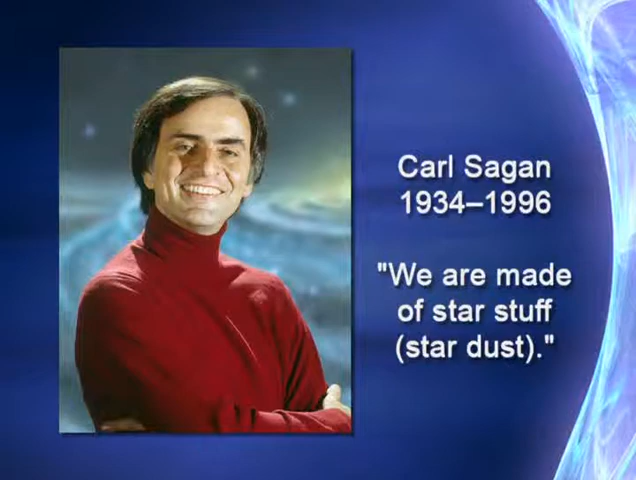 Carl Sagan
1934–1996
"We are made
of star stuff
(star dust)."